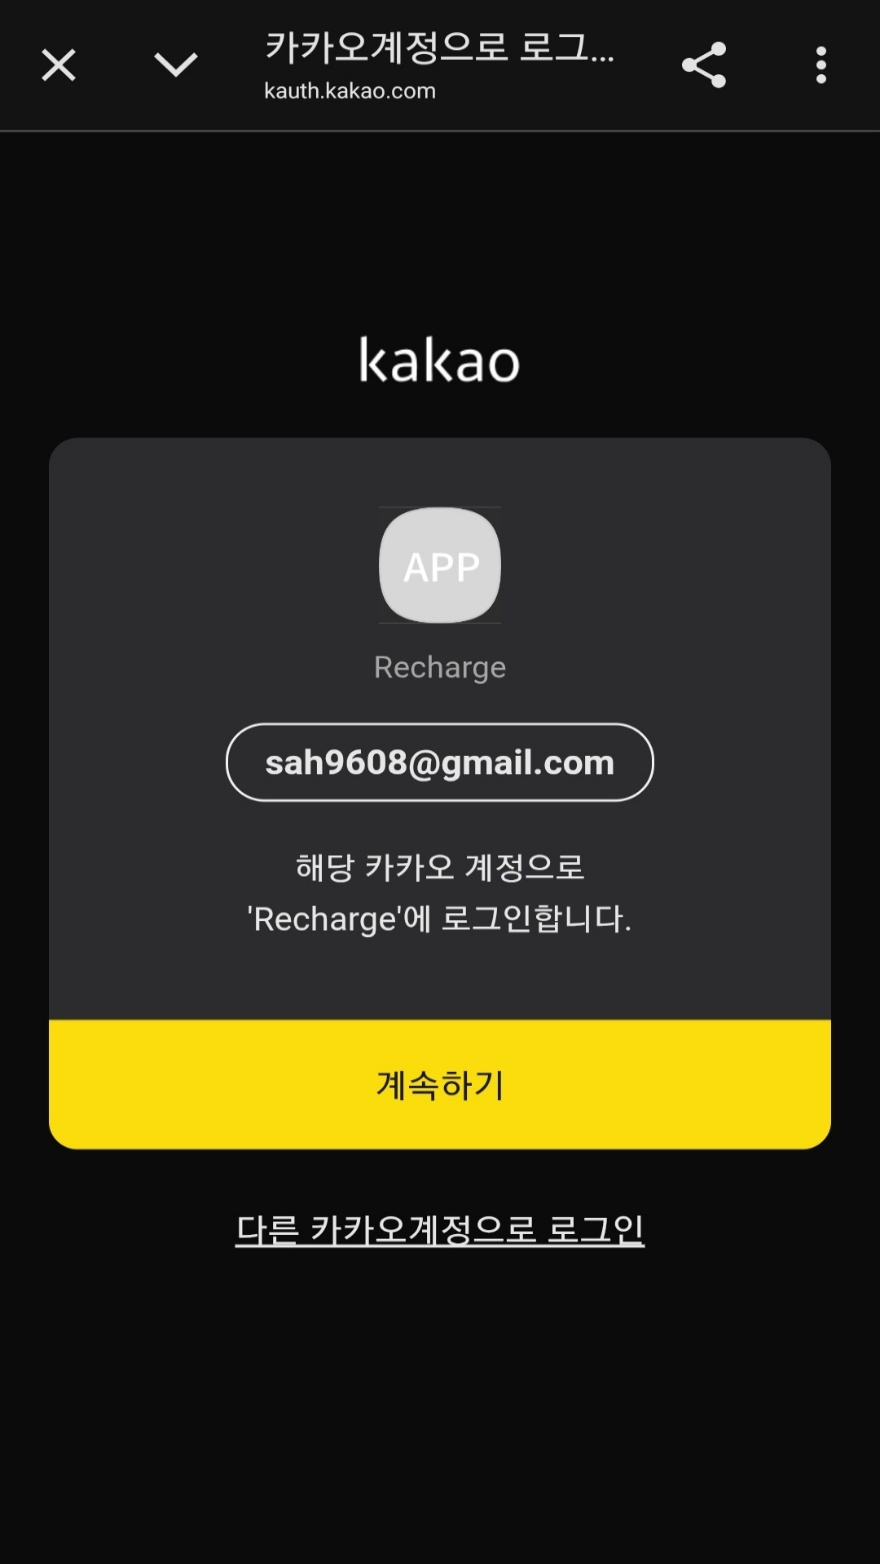 카카오계정으로 로그...
kauth.kakao.com
kakao
APP
Recharge
sah9608@gmail.com
해당 카카오 계정으로
'Recharge'에 로그인합니다.
계속하기
다른 카카오계정으로 로그인